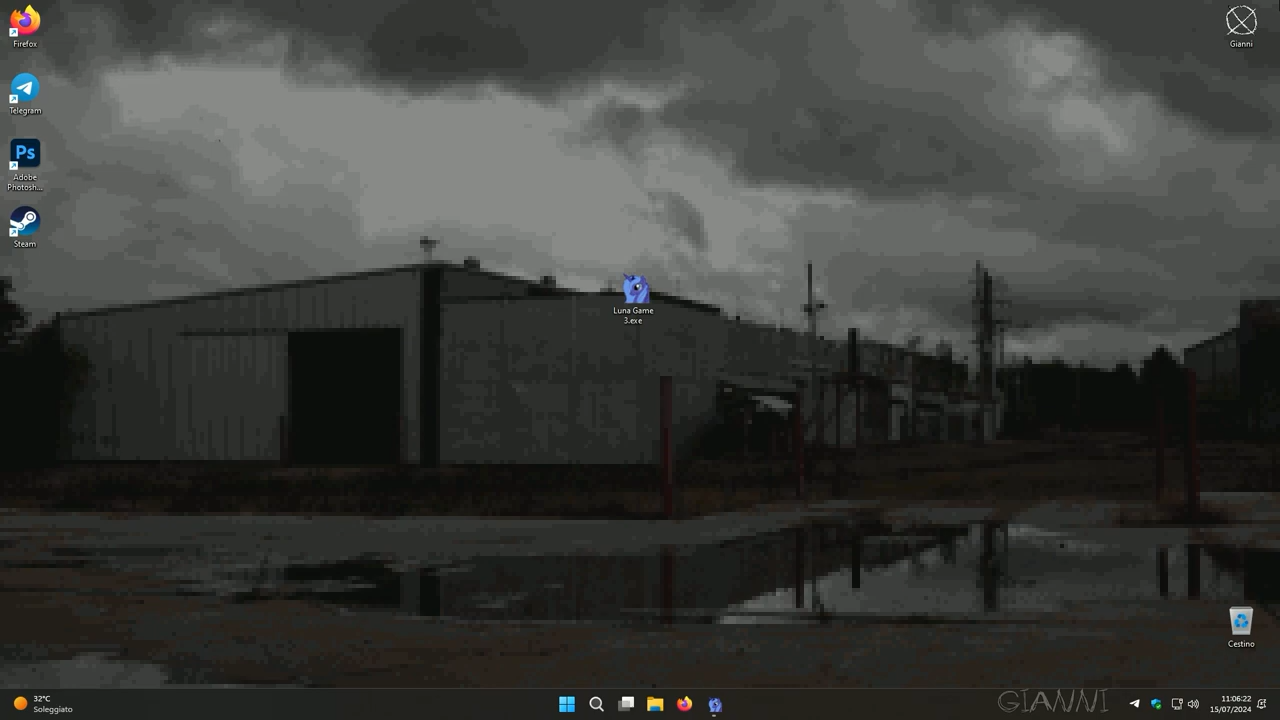 Firefox
Telegram
Ps
Adobe
Photosh...
Steam
Gianni
Luna Game
3.exe
Cestino
32°C
Soleggiato
GIANNI
11:06:22
15/07/2024